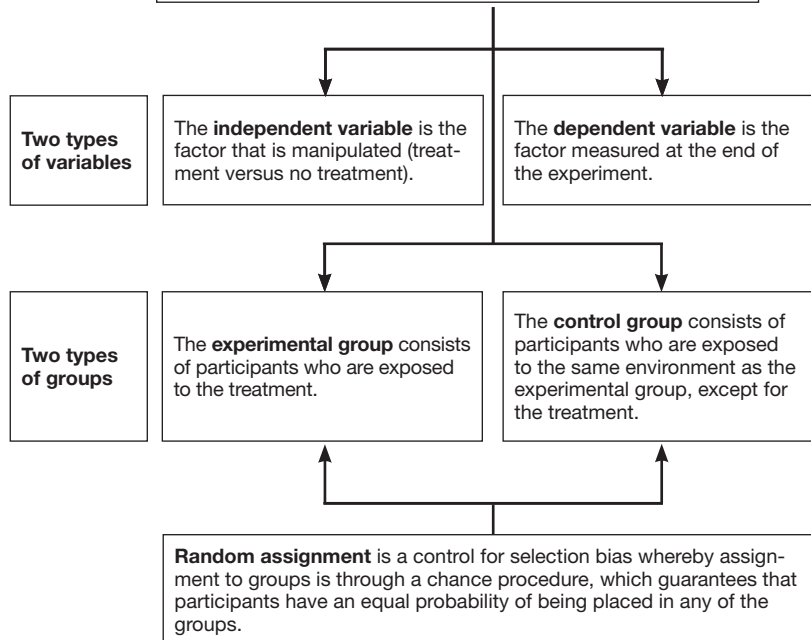 Two types
of variables
The independent variable is the
factor that is manipulated (treat-
ment versus no treatment).
The dependent variable is the
factor measured at the end of
the experiment.
Two types
of groups
The experimental group consists
of participants who are exposed
to the treatment.
The control group consists of
participants who are exposed
to the same environment as the
experimental group, except for
the treatment.
Random assignment is a control for selection bias whereby assign-
ment to groups is through a chance procedure, which guarantees that
participants have an equal probability of being placed in any of the
groups.